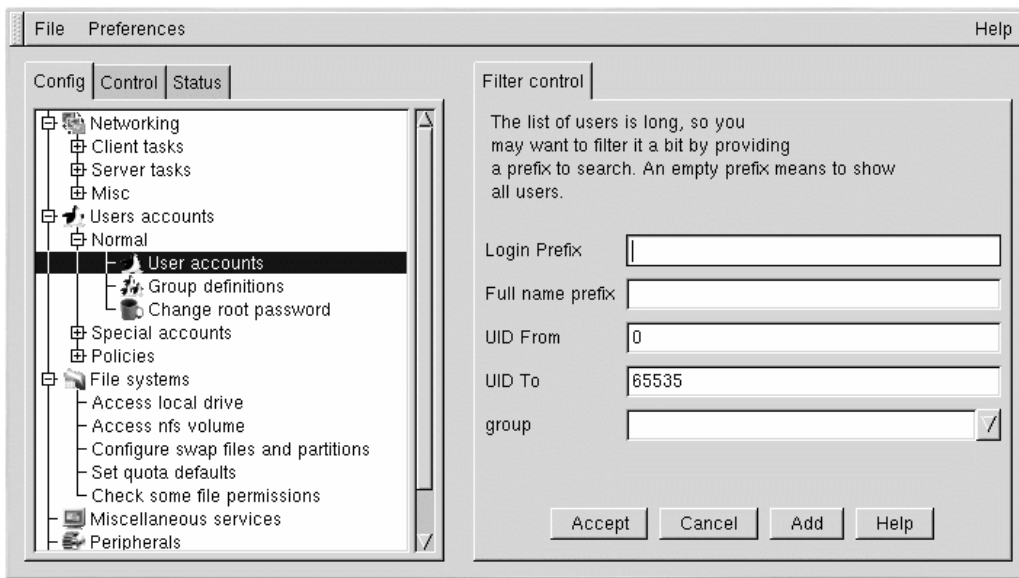 File Preferences Help
Config Control Status
Networking
Client tasks
Server tasks
Misc
Users accounts
Normal
User accounts
Group definitions
Change root password
Special accounts
Policies
File systems
Access local drive
Access nfs volume
Configure swap files and partitions
Set quota defaults
Check some file permissions
Miscellaneous services
Peripherals
Filter control
The list of users is long, so you
may want to filter it a bit by providing
a prefix to search. An empty prefix means to show
all users.
Login Prefix
Full name prefix
UID From 0
UID To 65535
group
Accept Cancel Add Help